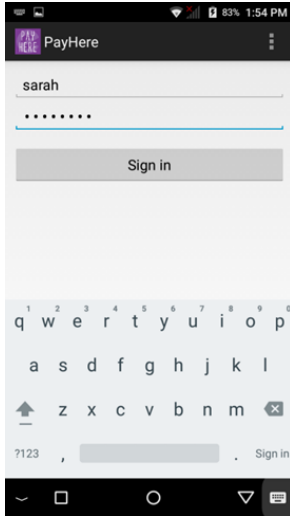 83% 1:54 PM
PAY
HERE
PayHere
sarah
••••••••
Sign in
1 2 3 4 5 6 7 8 9 0
q w e r t y u i o p
a s d f g h j k l
z x c v b n m
?123 , . Sign in